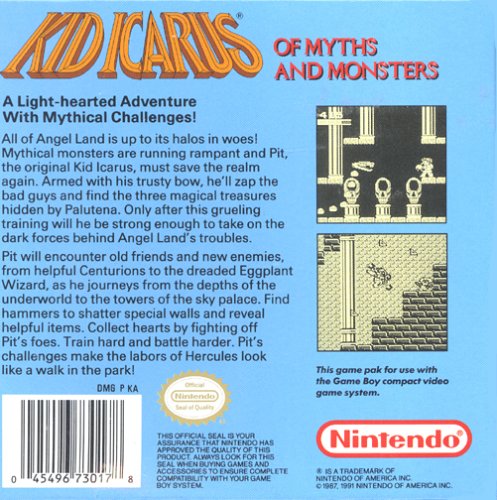 KID ICARUS®
OF MYTHS
AND MONSTERS
A Light-hearted Adventure
With Mythical Challenges!
All of Angel Land is up to its halos in woes!
Mythical monsters are running rampant and Pit,
the original Kid Icarus, must save the realm
again. Armed with his trusty bow, he'll zap the
bad guys and find the three magical treasures
hidden by Palutena. Only after this grueling
training will he be strong enough to take on the
dark forces behind Angel Land's troubles.
Pit will encounter old friends and new enemies,
from helpful Centurions to the dreaded Eggplant
Wizard, as he journeys from the depths of the
underworld to the towers of the sky palace. Find
hammers to shatter special walls and reveal
helpful items. Collect hearts by fighting off
Pit's foes. Train hard and battle harder. Pit's
challenges make the labors of Hercules look
like a walk in the park!
This game pak for use with
the Game Boy compact video
game system.
DMG P KA
0 45496 73017 8
Official
Nintendo
Seal of Quality
THIS OFFICIAL SEAL IS YOUR
ASSURANCE THAT NINTENDO HAS
APPROVED THE QUALITY OF THIS
PRODUCT. ALWAYS LOOK FOR THIS
SEAL WHEN BUYING GAMES AND
ACCESSORIES TO ENSURE COMPLETE
COMPATIBILITY WITH YOUR GAME
BOY SYSTEM.
Nintendo®
® IS A TRADEMARK OF
NINTENDO OF AMERICA INC.
©1987, 1991 NINTENDO OF AMERICA INC.